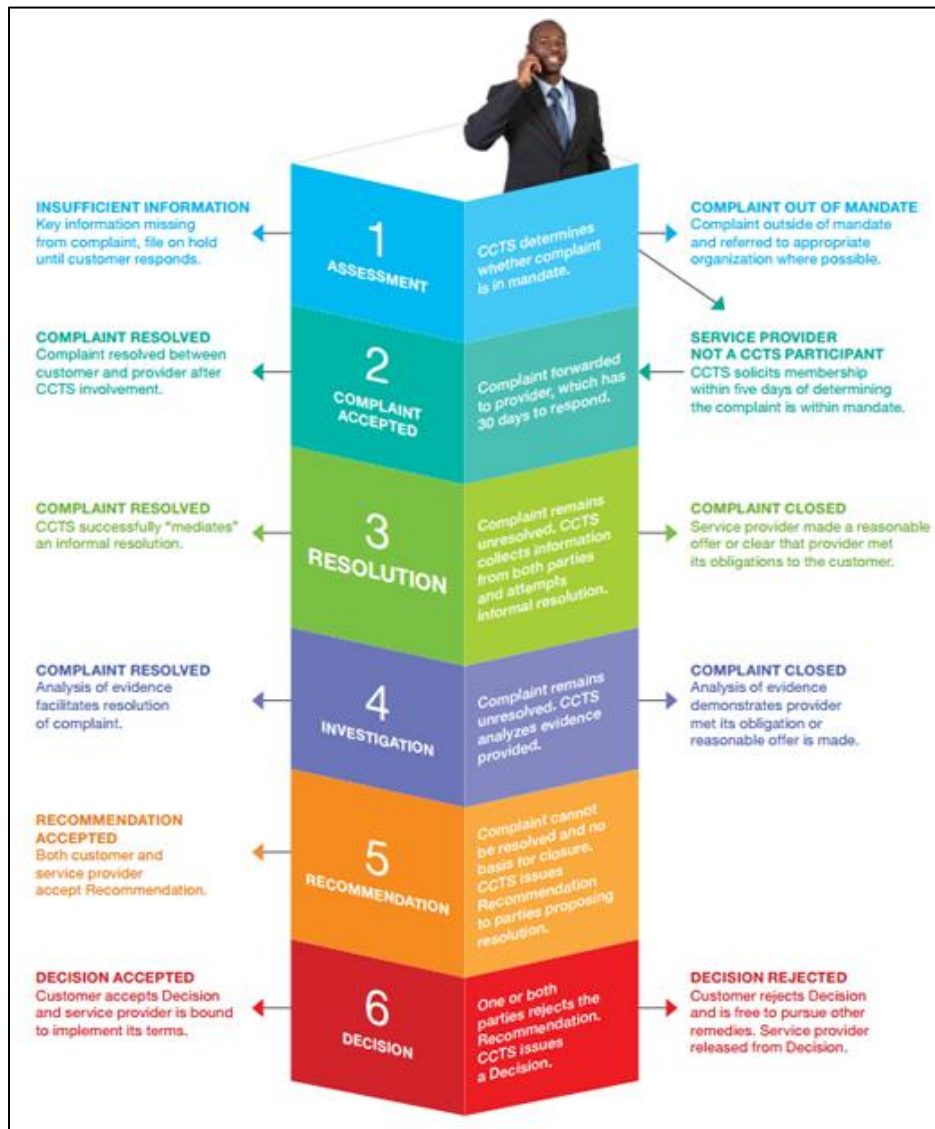 INSUFFICIENT INFORMATION
Key information missing
from complaint, file on hold
until customer responds.
1
ASSESSMENT
CCTS determines
whether complaint
is in mandate.
COMPLAINT OUT OF MANDATE
Complaint outside of mandate
and referred to appropriate
organization where possible.
COMPLAINT RESOLVED
Complaint resolved between
customer and provider after
CCTS involvement.
2
COMPLAINT
ACCEPTED
Complaint forwarded
to provider, which has
30 days to respond.
SERVICE PROVIDER
NOT A CCTS PARTICIPANT
CCTS solicits membership
within five days of determining
the complaint is within mandate.
COMPLAINT RESOLVED
CCTS successfully “mediates”
an informal resolution.
3
RESOLUTION
Complaint remains
unresolved. CCTS
collects information
from both parties
and attempts
informal resolution.
COMPLAINT CLOSED
Service provider made a reasonable
offer or clear that provider met
its obligations to the customer.
COMPLAINT RESOLVED
Analysis of evidence
facilitates resolution
of complaint.
4
INVESTIGATION
Complaint remains
unresolved. CCTS
analyzes evidence
provided.
COMPLAINT CLOSED
Analysis of evidence
demonstrates provider
met its obligation or
reasonable offer is made.
RECOMMENDATION
ACCEPTED
Both customer and
service provider
accept Recommendation.
5
RECOMMENDATION
Complaint cannot
be resolved and no
basis for closure.
CCTS issues
Recommendation
to parties proposing
resolution.
DECISION ACCEPTED
Customer accepts Decision
and service provider is bound
to implement its terms.
6
DECISION
One or both
parties rejects the
Recommendation.
CCTS issues
a Decision.
DECISION REJECTED
Customer rejects Decision
and is free to pursue other
remedies. Service provider
released from Decision.